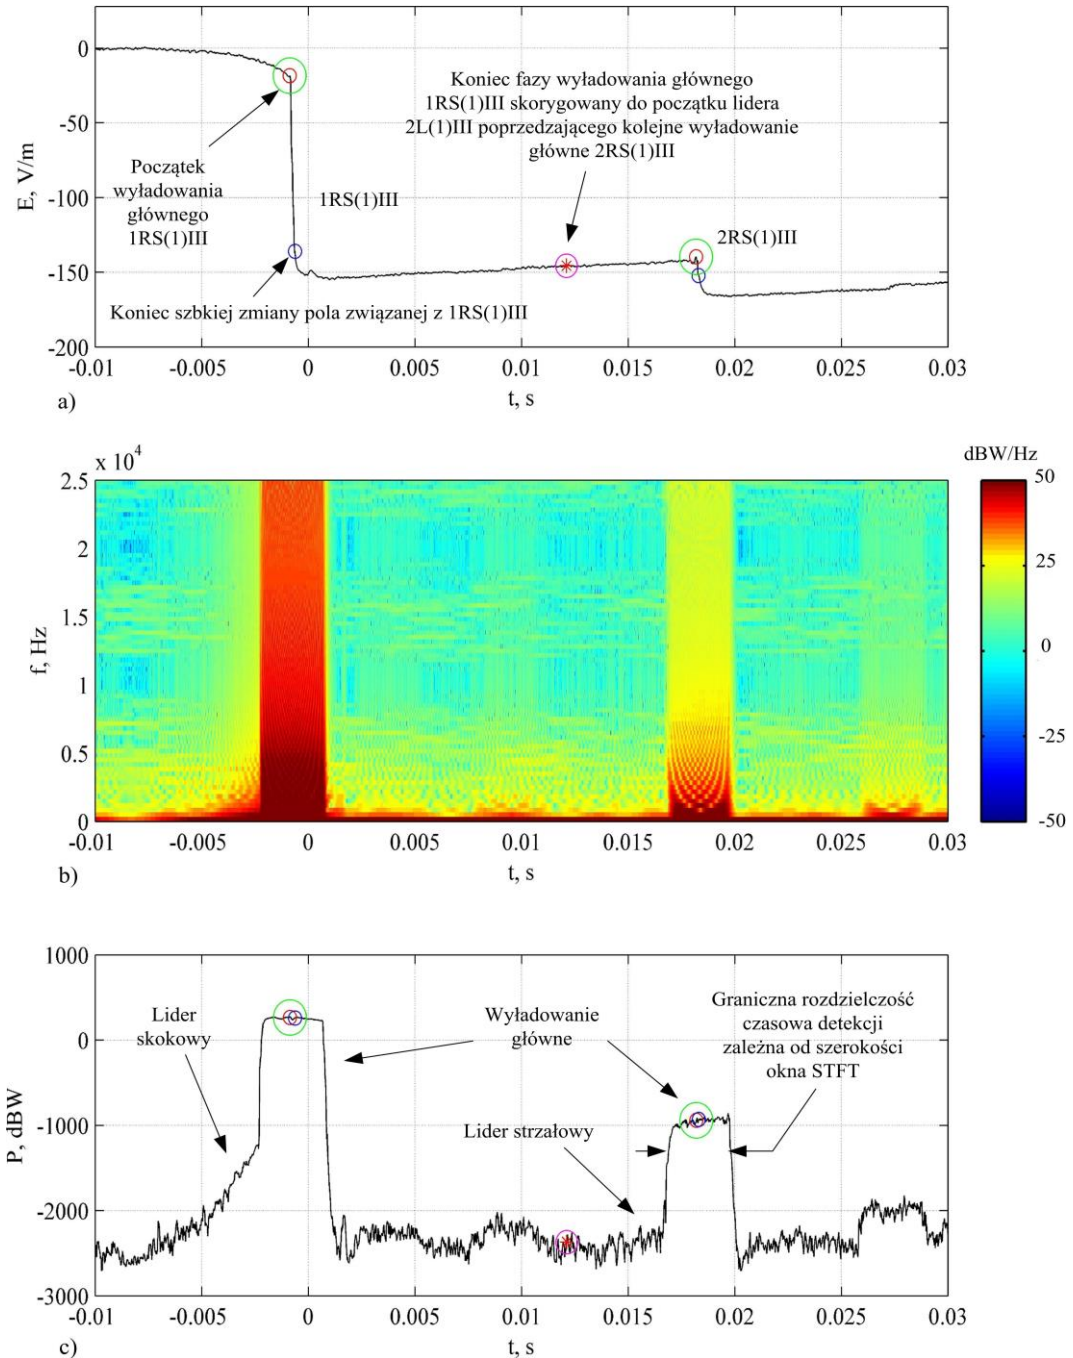 0
-50
-100
-150
-200
E, V/m
Początek
wyładowania
głównego
1RS(1)III
1RS(1)III
Koniec fazy wyładowania głównego
1RS(1)III skorygowany do początku lidera
2L(1)III poprzedzającego kolejne wyładowanie
główne 2RS(1)III
2RS(1)III
Koniec szbkiej zmiany pola związanej z 1RS(1)III
-0.01 -0.005 0 0.005 0.01 0.015 0.02 0.025 0.03
t, s
a)
x 10⁴
dBW/Hz
2.5
2
1.5
1
0.5
0
f, Hz
50
25
0
-25
-50
-0.01 -0.005 0 0.005 0.01 0.015 0.02 0.025 0.03
t, s
b)
1000
0
-1000
-2000
-3000
P, dBW
Lider
skokowy
Wyładowanie
główne
Graniczna rozdzielczość
czasowa detekcji
zależna od szerokości
okna STFT
Lider strzałowy
-0.01 -0.005 0 0.005 0.01 0.015 0.02 0.025 0.03
t, s
c)